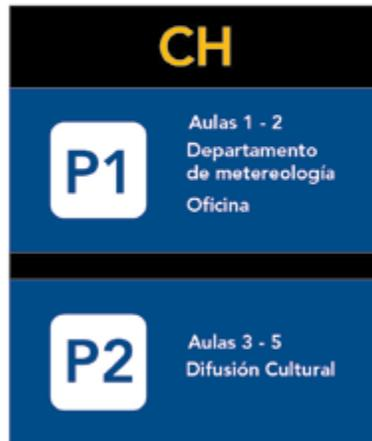 CH
P1
Aulas 1 - 2
Departamento
de metereología
Oficina
P2
Aulas 3 - 5
Difusión Cultural